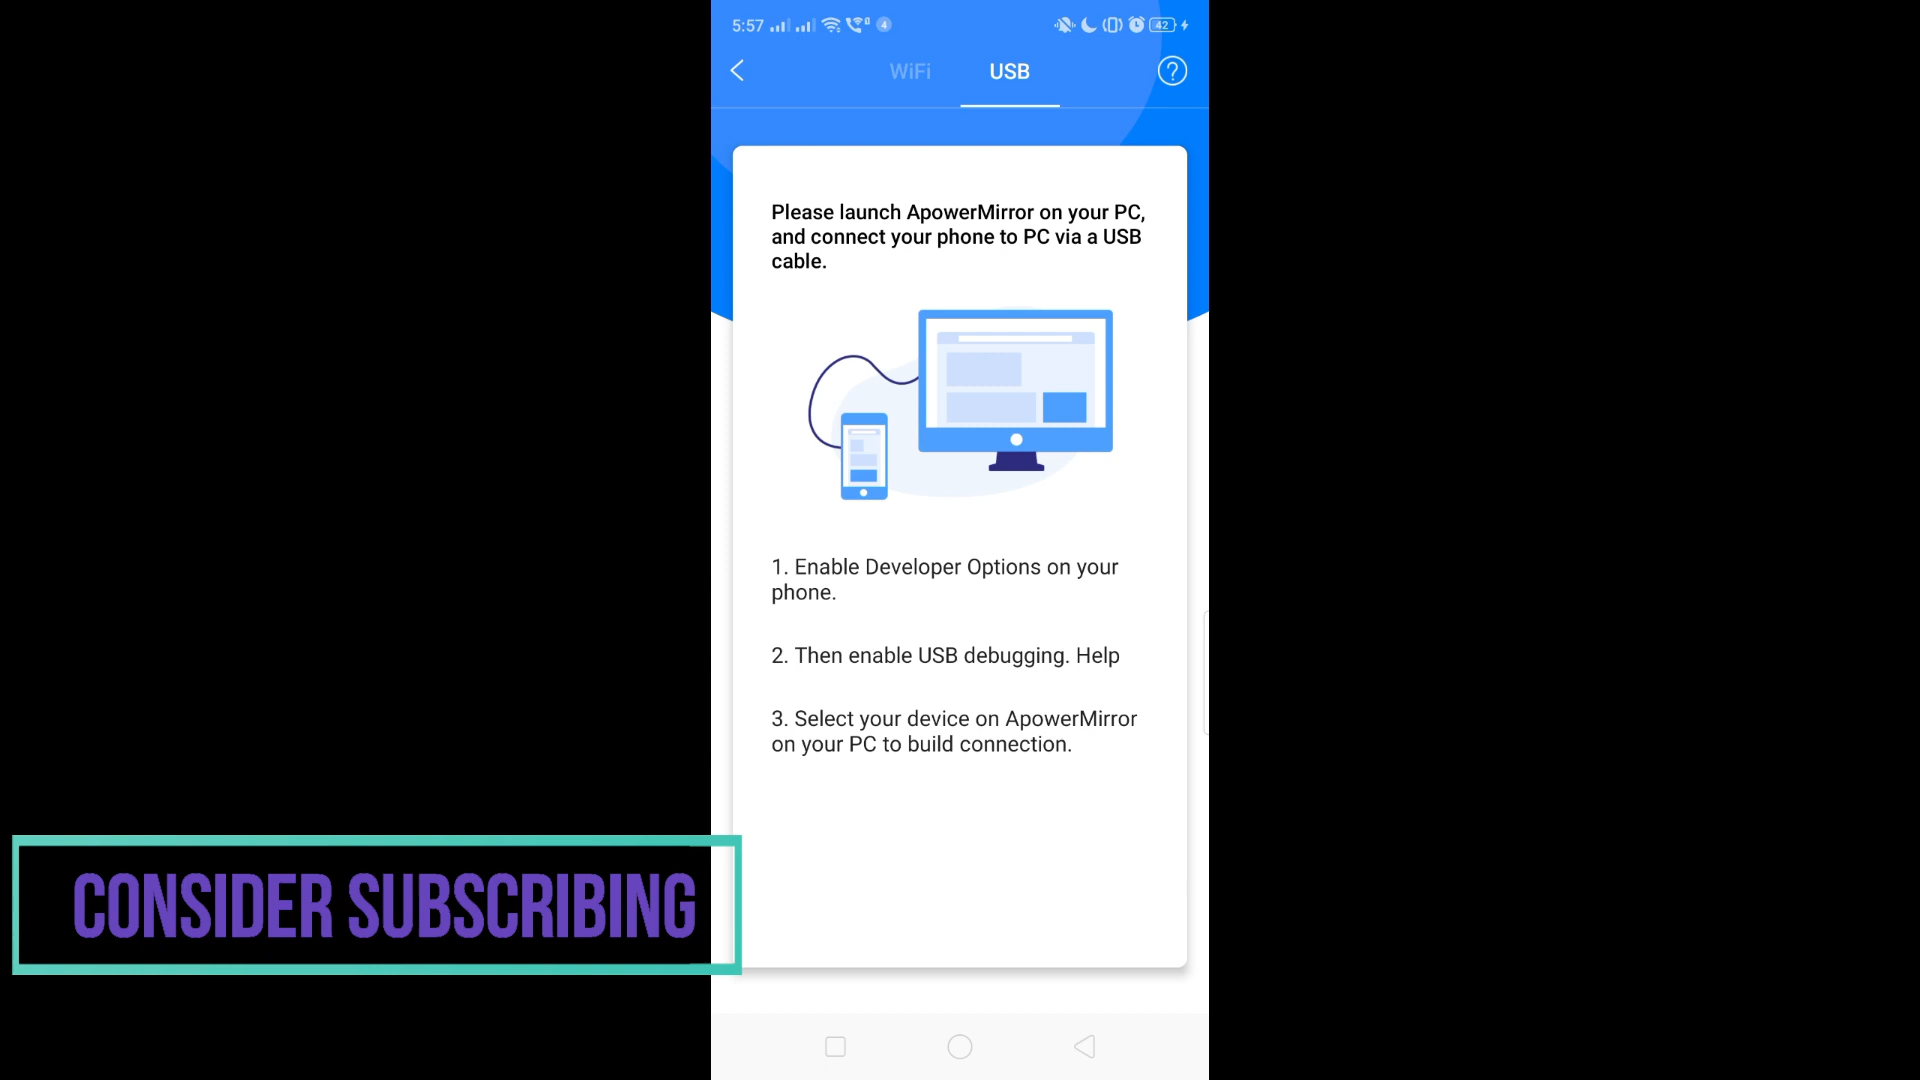 5:57
4
42
WiFi
USB
?
Please launch ApowerMirror on your PC,
and connect your phone to PC via a USB
cable.
1. Enable Developer Options on your
phone.
2. Then enable USB debugging. Help
3. Select your device on ApowerMirror
on your PC to build connection.
CONSIDER SUBSCRIBING